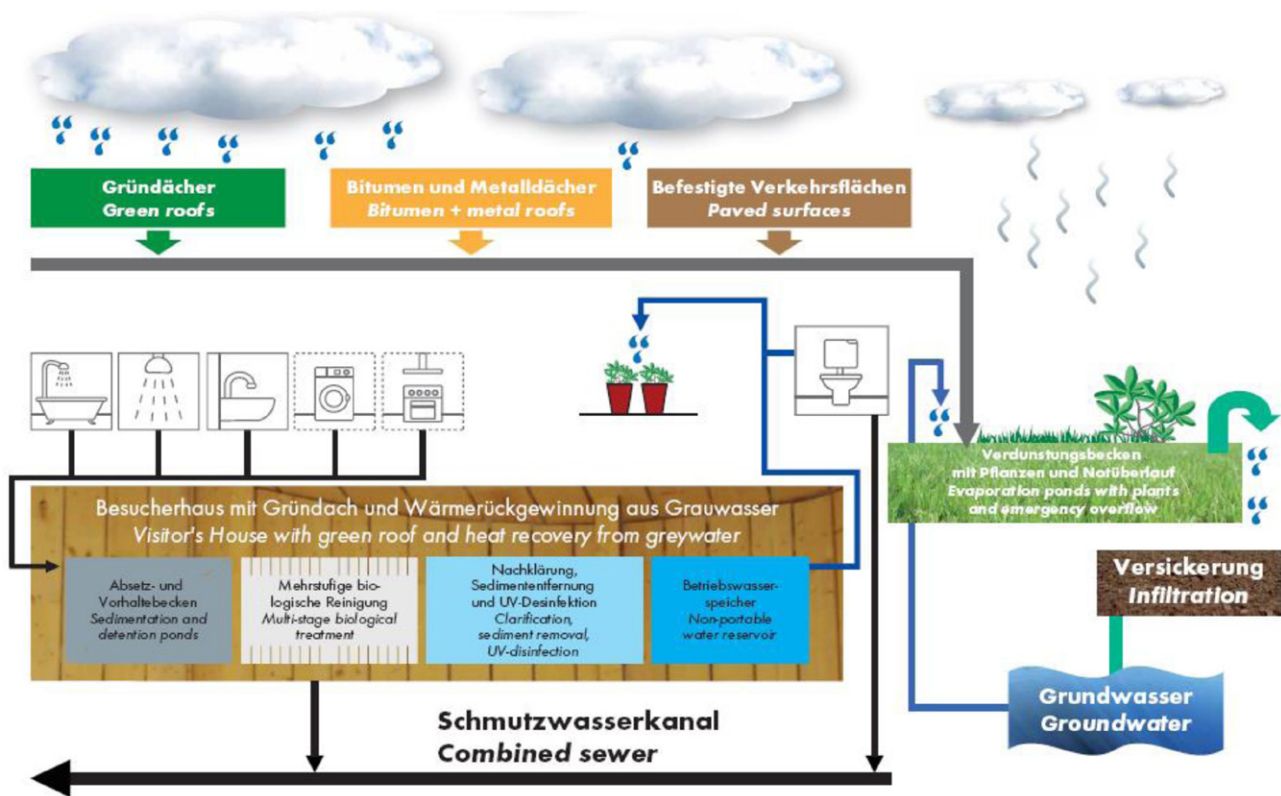 Gründächer
Green roofs
Bitumen und Metalldächer
Bitumen + metal roofs
Befestigte Verkehrsflächen
Paved surfaces
Verdunstungsbecken
mit Pflanzen und Notüberlauf
Evaporation ponds with plants
and emergency overflow
Besucherhaus mit Gründach und Wärmerückgewinnung aus Grauwasser
Visitor's House with green roof and heat recovery from greywater
Absetz- und
Vorhaltebecken
Sedimentation and
detention ponds
Mehrstufige bio-
logische Reinigung
Multi-stage biological
treatment
Nachklärung,
Sedimententfernung
und UV-Desinfektion
Clarification,
sediment removal,
UV-disinfection
Betriebswasser-
speicher
Non-portable
water reservoir
Versickerung
Infiltration
Grundwasser
Groundwater
Schmutzwasserkanal
Combined sewer